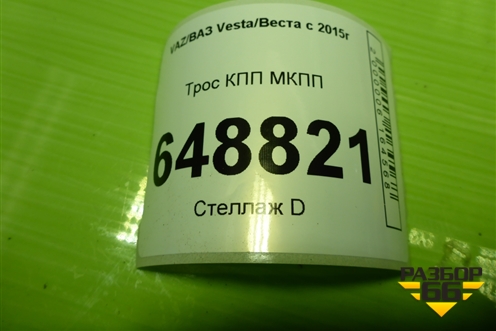 VAZ/ВАЗ Vesta/Веста с 2015г
Трос КПП МКПП
648821
Стеллаж D
РАЗБОР
66